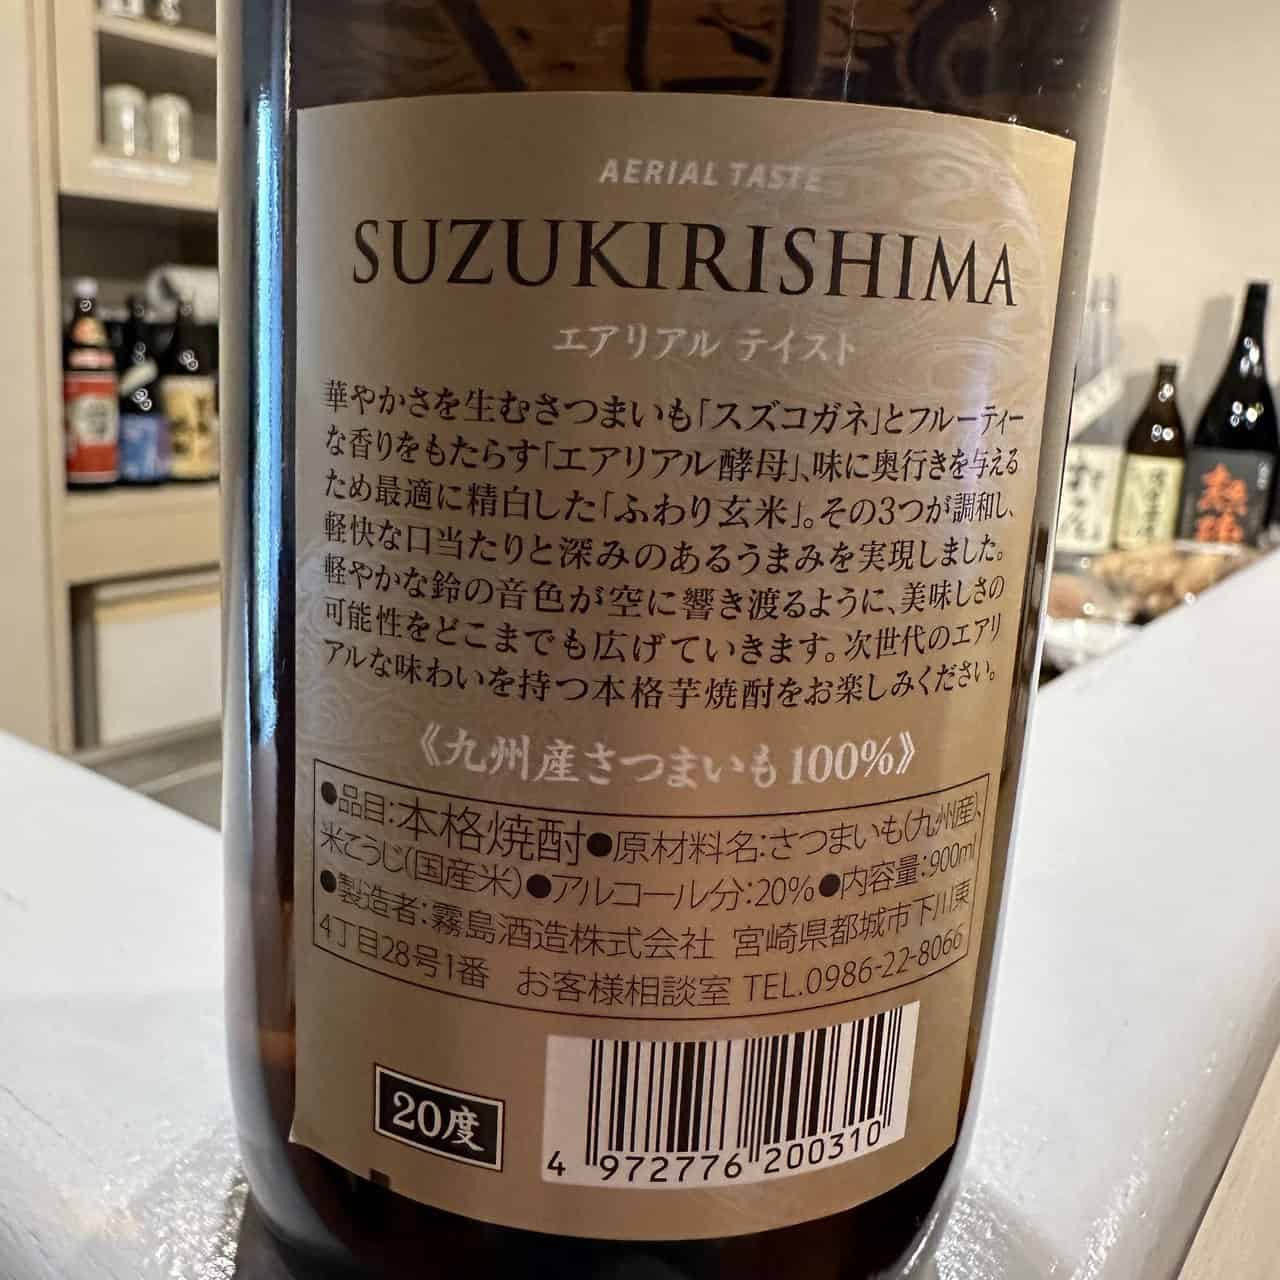 AERIAL TASTE
SUZUKIRISHIMA
エアリアル テイスト
華やかさを生むさつまいも「スズコガネ」とフルーティー
な香りをもたらす「エアリアル酵母」、味に奥行きを与える
ため最適に精白した「ふわり玄米」。その3つが調和し、
軽快な口当たりと深みのあるうまみを実現しました。
軽やかな鈴の音色が空に響き渡るように、美味しさの
可能性をどこまでも広げていきます。次世代のエアリ
アルな味わいを持つ本格芋焼酎をお楽しみください。
《九州産さつまいも100%》
●品目:本格焼酎●原材料名:さつまいも(九州産)、
米こうじ(国産米)●アルコール分:20%●内容量:900ml
●製造者:霧島酒造株式会社 宮崎県都城市下川東
4丁目28号1番 お客様相談室 TEL.0986-22-8066
20度
4 972776 200310